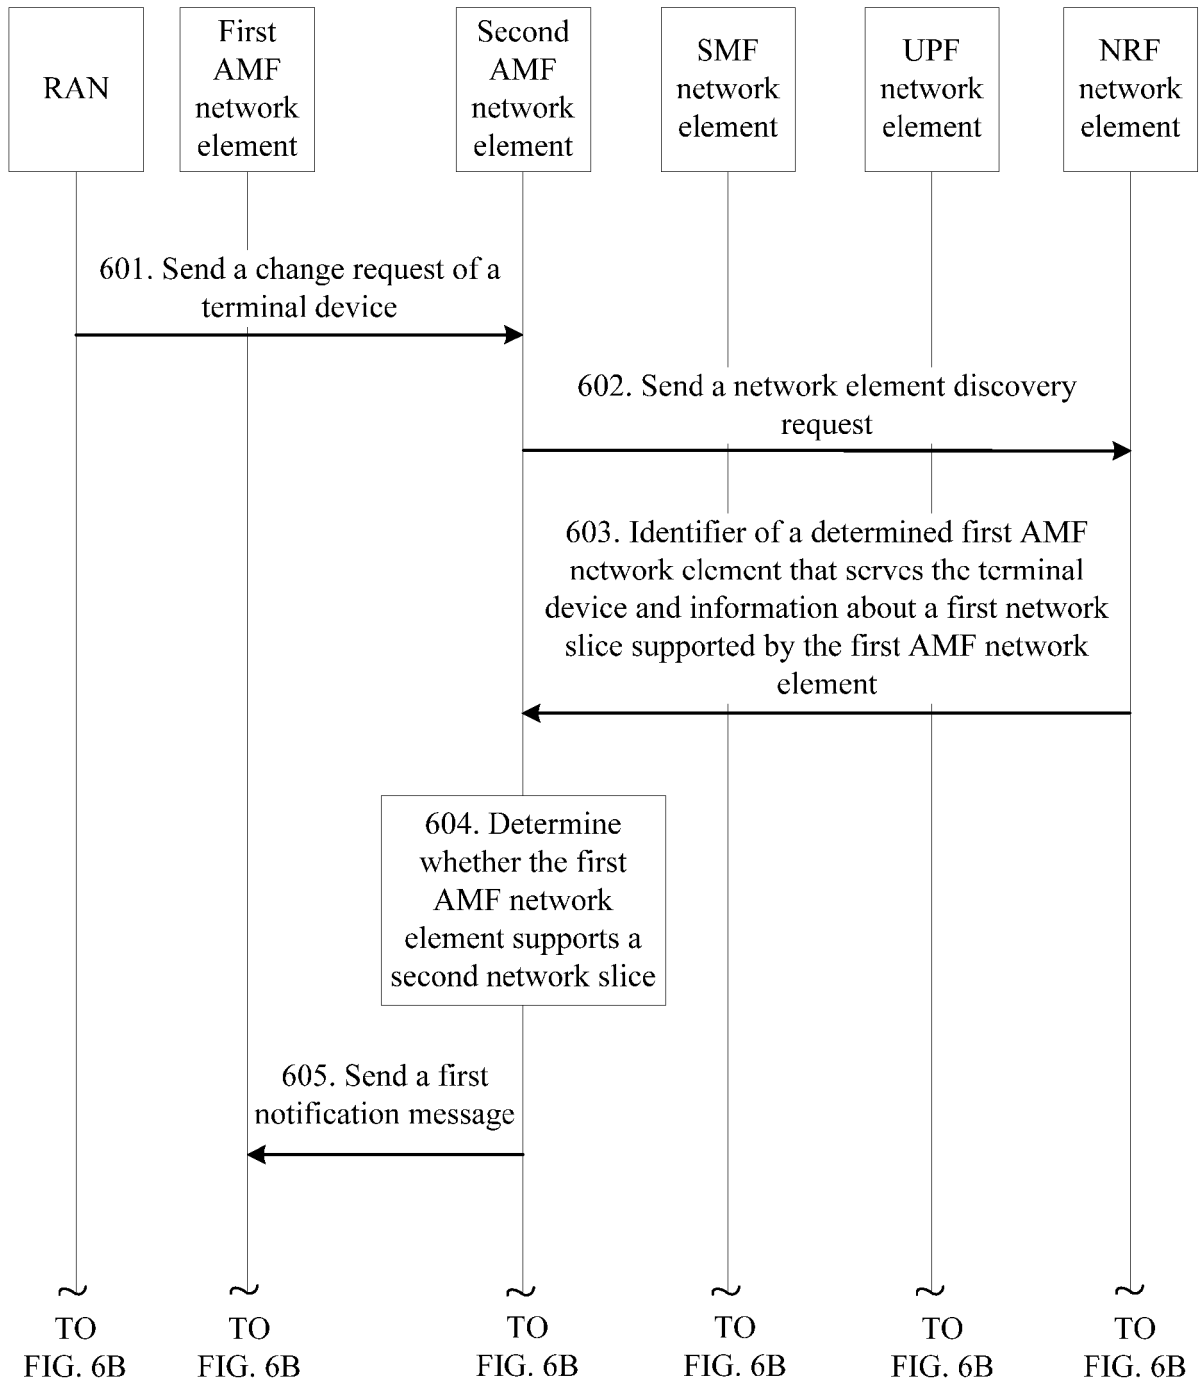 RAN
First
AMF
network
element
Second
AMF
network
element
SMF
network
element
UPF
network
element
NRF
network
element
601. Send a change request of a
terminal device
602. Send a network element discovery
request
603. Identifier of a determined first AMF
network element that serves the terminal
device and information about a first network
slice supported by the first AMF network
element
604. Determine
whether the first
AMF network
element supports a
second network slice
605. Send a first
notification message
TO
FIG. 6B
TO
FIG. 6B
TO
FIG. 6B
TO
FIG. 6B
TO
FIG. 6B
TO
FIG. 6B